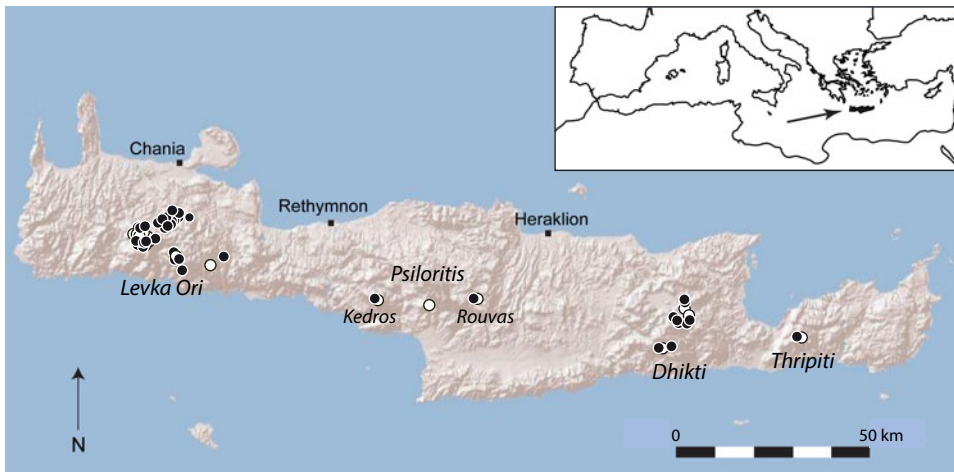 Chania
Rethymnon
Heraklion
Psiloritis
Levka Ori
Kedros
Rouvas
Dhikti
Thripiti
N
0 50 km